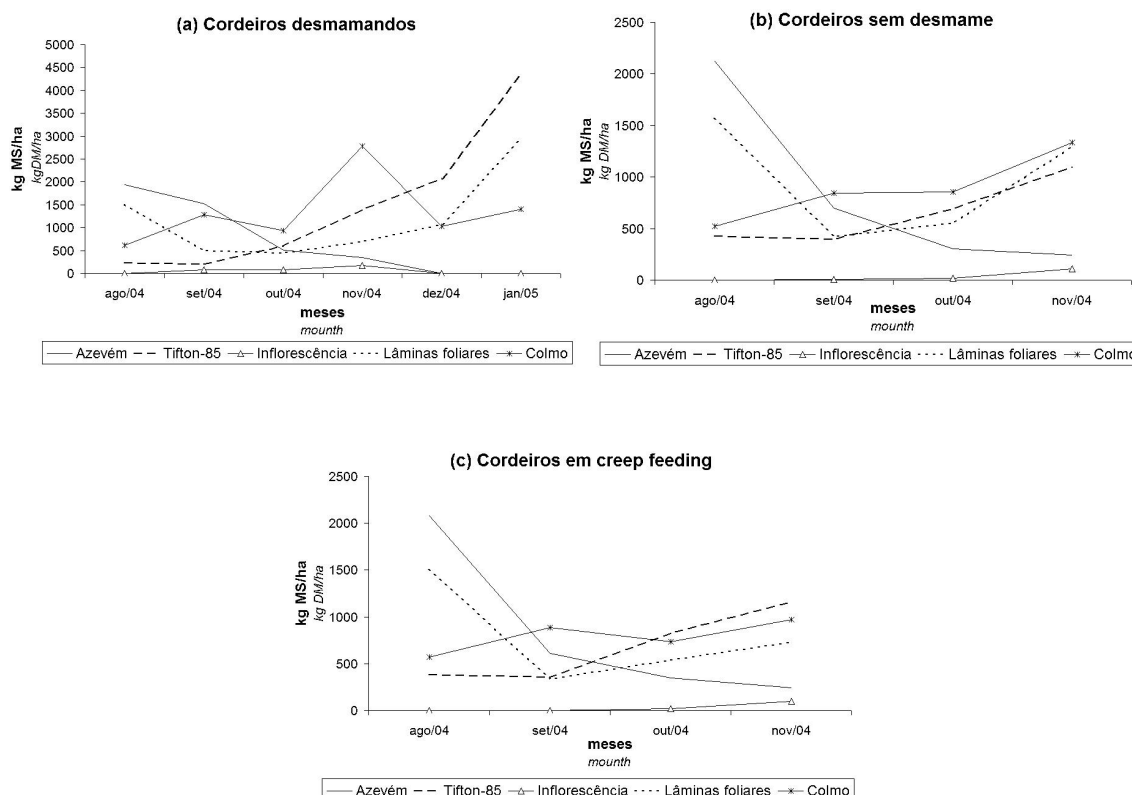 (a) Cordeiros desmamandos
5000
4500
4000
3500
3000
2500
2000
1500
1000
500
0
kg MS/ha
kgDM/ha
ago/04 set/04 out/04 nov/04 dez/04 jan/05
meses
mounth
Azevém Tifton-85 Inflorescência Lâminas foliares Colmo
(b) Cordeiros sem desmame
2500
2000
1500
1000
500
0
kg MS/ha
kg DM/ha
ago/04 set/04 out/04 nov/04
meses
mounth
Azevém Tifton-85 Inflorescência Lâminas foliares Colmo
(c) Cordeiros em creep feeding
2500
2000
1500
1000
500
0
kg MS/ha
kg DM/ha
ago/04 set/04 out/04 nov/04
meses
mounth
Azevém Tifton-85 Inflorescência Lâminas foliares Colmo